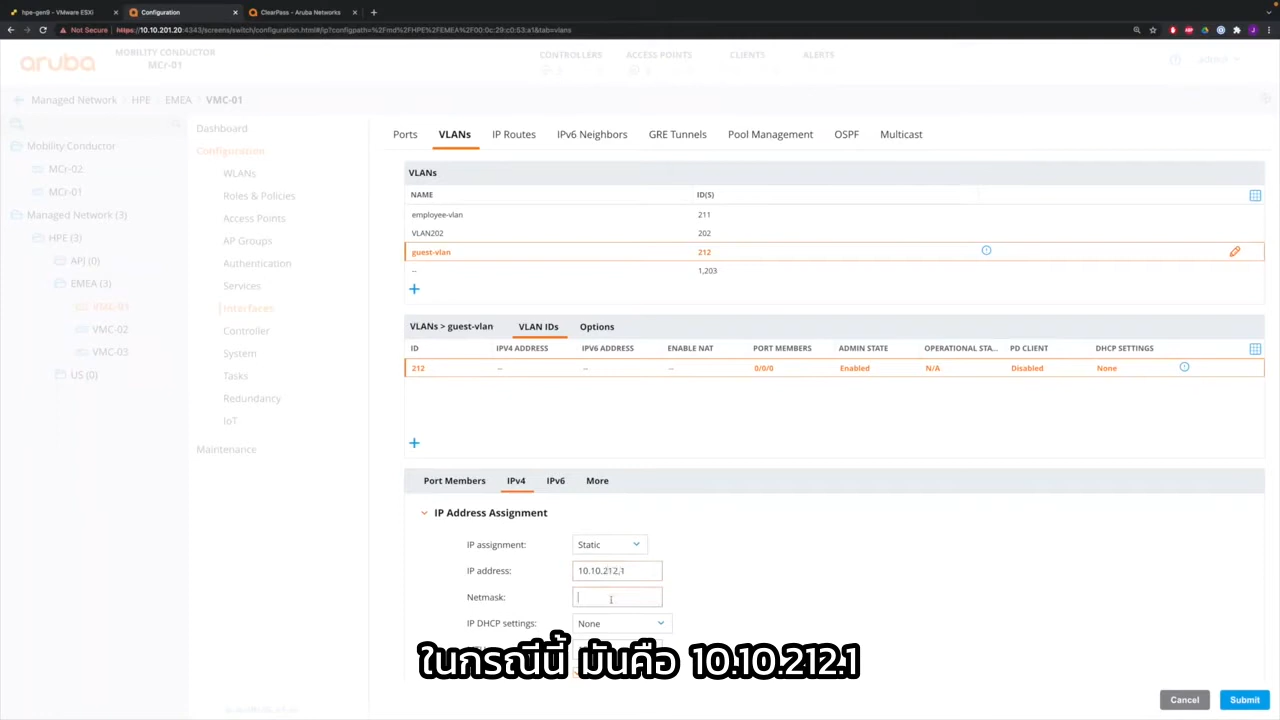 hpe-gen9 - VMware ESXi
Configuration
ClearPass - Aruba Networks
Not Secure
https://10.10.201.20:4343/screens/switch/configuration.html#/ip?configpath=%2Fmd%2FHPE%2FEMEA%2F00:0c:29:c0:53:a1&tab=vlans
aruba
MOBILITY CONDUCTOR
MCr-01
CONTROLLERS
ACCESS POINTS
CLIENTS
ALERTS
admin
Managed Network
HPE
EMEA
VMC-01
Mobility Conductor
MCr-02
MCr-01
Managed Network (3)
HPE (3)
APJ (0)
EMEA (3)
VMC-01
VMC-02
VMC-03
US (0)
Dashboard
Configuration
WLANs
Roles & Policies
Access Points
AP Groups
Authentication
Services
Interfaces
Controller
System
Tasks
Redundancy
IoT
Maintenance
Ports VLANs IP Routes IPv6 Neighbors GRE Tunnels Pool Management OSPF Multicast
VLANs
NAME ID(S)
employee-vlan 211
VLAN202 202
guest-vlan 212
-- 1,203
+
VLANs > guest-vlan VLAN IDs Options
ID IPV4 ADDRESS IPV6 ADDRESS ENABLE NAT PORT MEMBERS ADMIN STATE OPERATIONAL STA... PD CLIENT DHCP SETTINGS
212 -- -- -- 0/0/0 Enabled N/A Disabled None
+
Port Members IPv4 IPv6 More
IP Address Assignment
IP assignment: Static
IP address: 10.10.212.1
Netmask:
IP DHCP settings: None
ในกรณีนี้ มันคือ 10.10.212.1
Cancel Submit